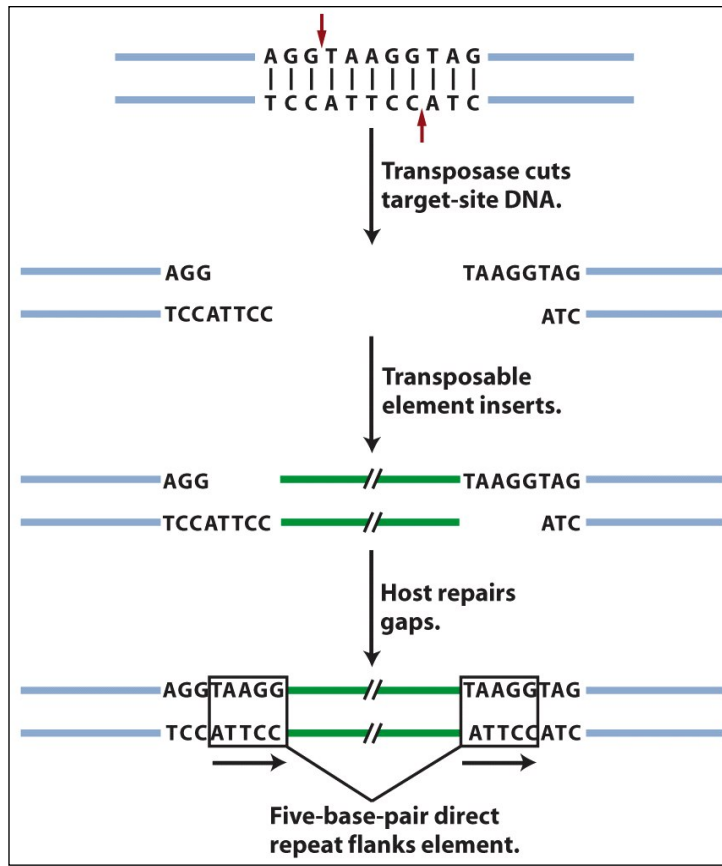 AGGTAAGGTAG
TCCATTCCATC
Transposase cuts
target-site DNA.
AGG TAAGGTAG
TCCATTCC ATC
Transposable
element inserts.
AGG // TAAGGTAG
TCCATTCC // ATC
Host repairs
gaps.
AGGTAAGG // TAAGGTAG
TCCATTCC // ATTCCATC
Five-base-pair direct
repeat flanks element.